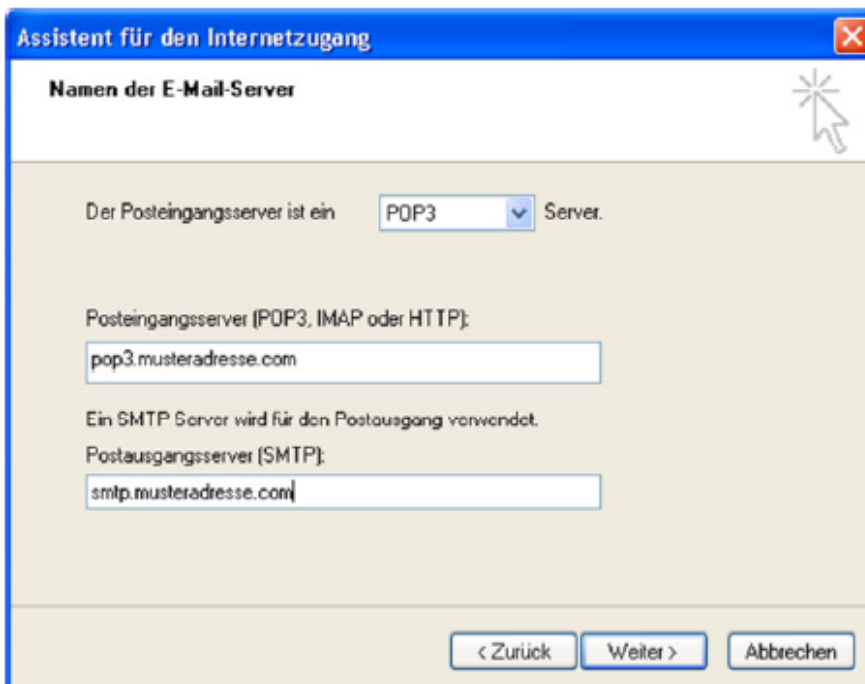 Assistent für den Internetzugang
Namen der E-Mail-Server
Der Posteingangsserver ist ein POP3 Server.
Posteingangsserver (POP3, IMAP oder HTTP):
pop3.musteradresse.com
Ein SMTP Server wird für den Postausgang verwendet.
Postausgangsserver (SMTP):
smtp.musteradresse.com
< Zurück Weiter > Abbrechen